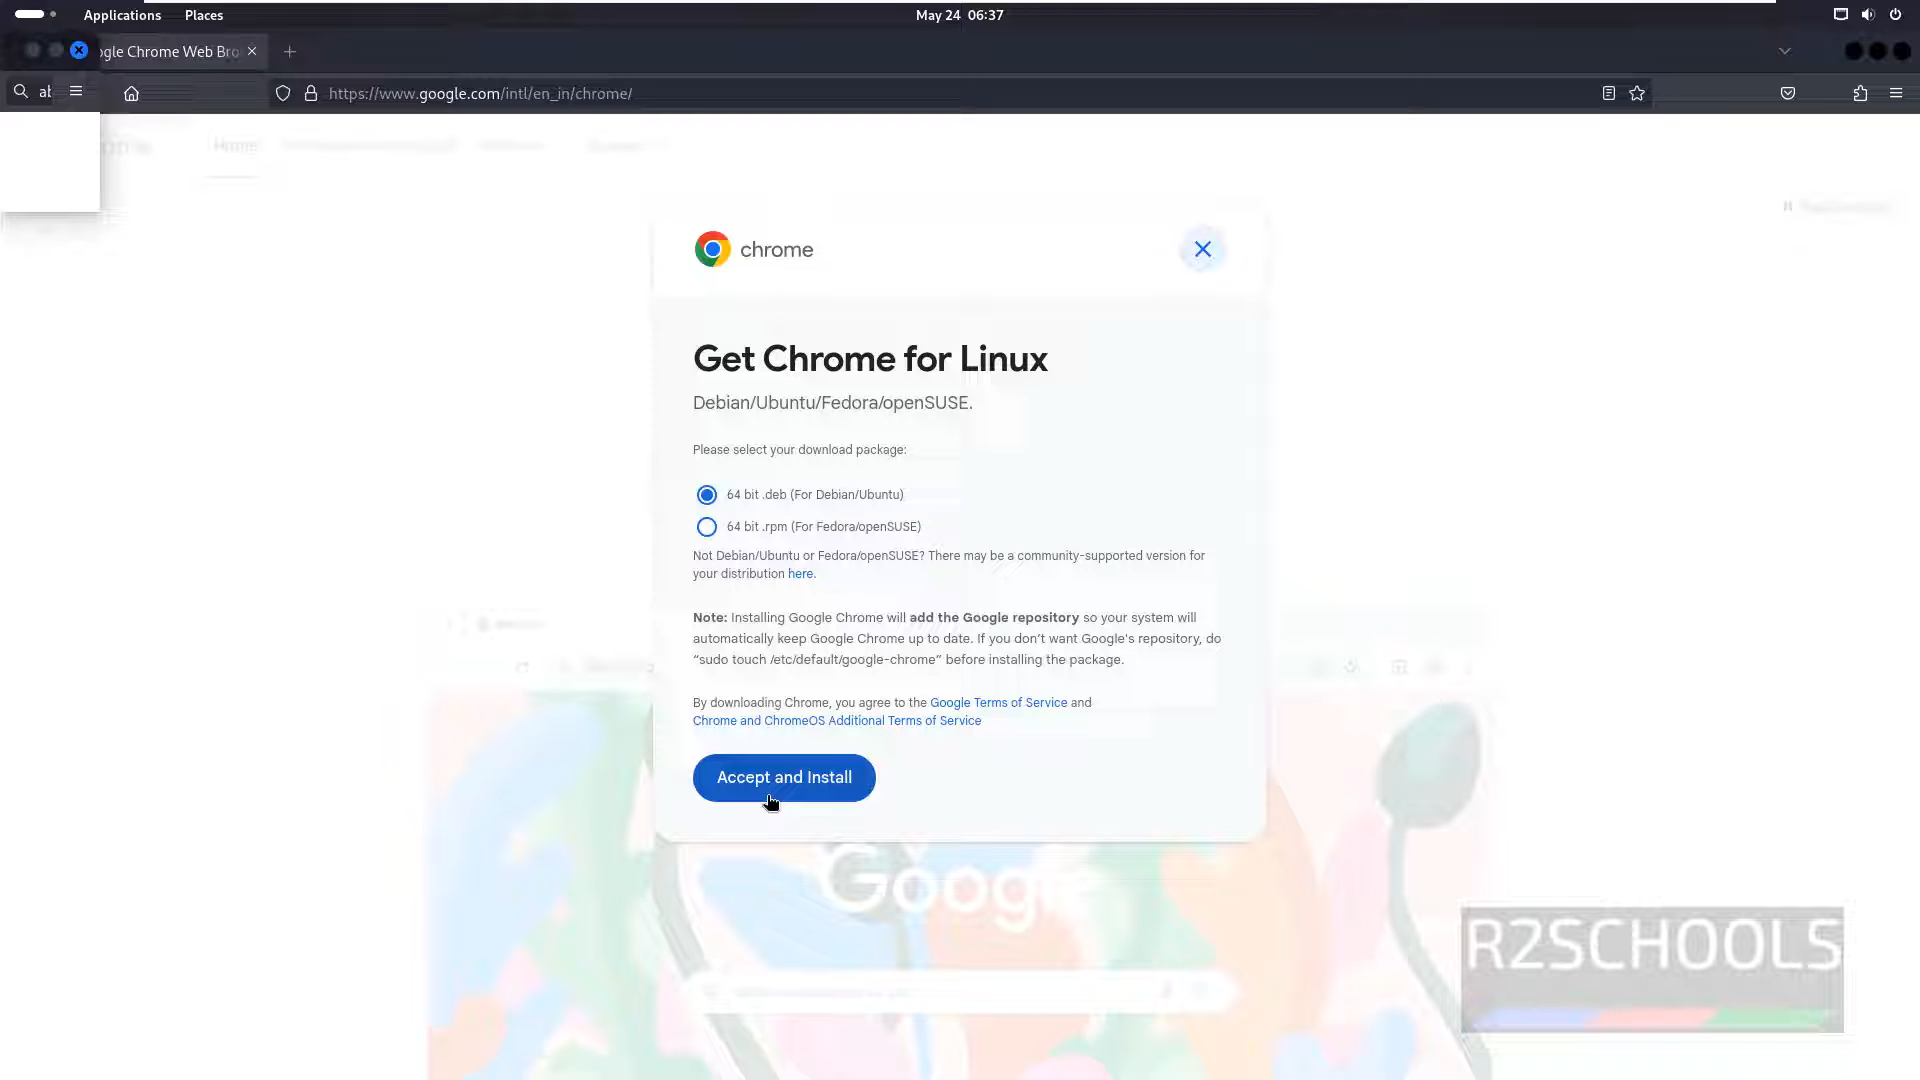 Applications Places May 24 06:37
ogle Chrome Web Bro
https://www.google.com/intl/en_in/chrome/
Home
chrome
Get Chrome for Linux
Debian/Ubuntu/Fedora/openSUSE.
Please select your download package:
64 bit .deb (For Debian/Ubuntu)
64 bit .rpm (For Fedora/openSUSE)
Not Debian/Ubuntu or Fedora/openSUSE? There may be a community-supported version for
your distribution here.
Note: Installing Google Chrome will add the Google repository so your system will
automatically keep Google Chrome up to date. If you don’t want Google's repository, do
“sudo touch /etc/default/google-chrome” before installing the package.
By downloading Chrome, you agree to the Google Terms of Service and
Chrome and ChromeOS Additional Terms of Service
Accept and Install
Google
R2SCHOOLS